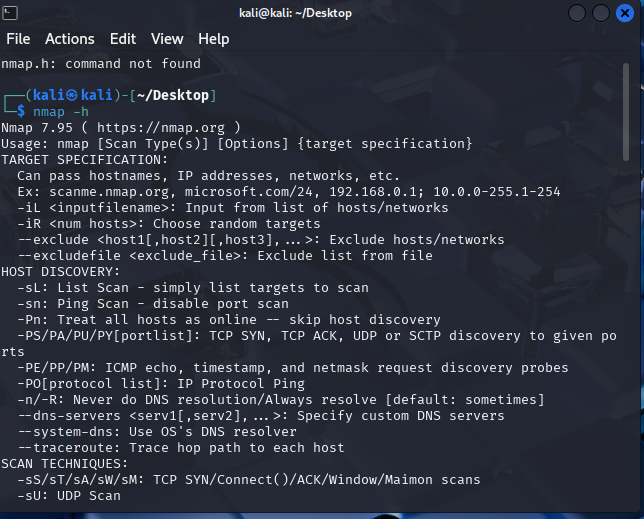 kali@kali: ~/Desktop
File Actions Edit View Help
nmap.h: command not found
┌──(kali㉿kali)-[~/Desktop]
└─$ nmap -h
Nmap 7.95 ( https://nmap.org )
Usage: nmap [Scan Type(s)] [Options] {target specification}
TARGET SPECIFICATION:
  Can pass hostnames, IP addresses, networks, etc.
  Ex: scanme.nmap.org, microsoft.com/24, 192.168.0.1; 10.0.0-255.1-254
  -iL <inputfilename>: Input from list of hosts/networks
  -iR <num hosts>: Choose random targets
  --exclude <host1[,host2][,host3],...>: Exclude hosts/networks
  --excludefile <exclude_file>: Exclude list from file
HOST DISCOVERY:
  -sL: List Scan - simply list targets to scan
  -sn: Ping Scan - disable port scan
  -Pn: Treat all hosts as online -- skip host discovery
  -PS/PA/PU/PY[portlist]: TCP SYN, TCP ACK, UDP or SCTP discovery to given po
rts
  -PE/PP/PM: ICMP echo, timestamp, and netmask request discovery probes
  -PO[protocol list]: IP Protocol Ping
  -n/-R: Never do DNS resolution/Always resolve [default: sometimes]
  --dns-servers <serv1[,serv2],...>: Specify custom DNS servers
  --system-dns: Use OS's DNS resolver
  --traceroute: Trace hop path to each host
SCAN TECHNIQUES:
  -sS/sT/sA/sW/sM: TCP SYN/Connect()/ACK/Window/Maimon scans
  -sU: UDP Scan